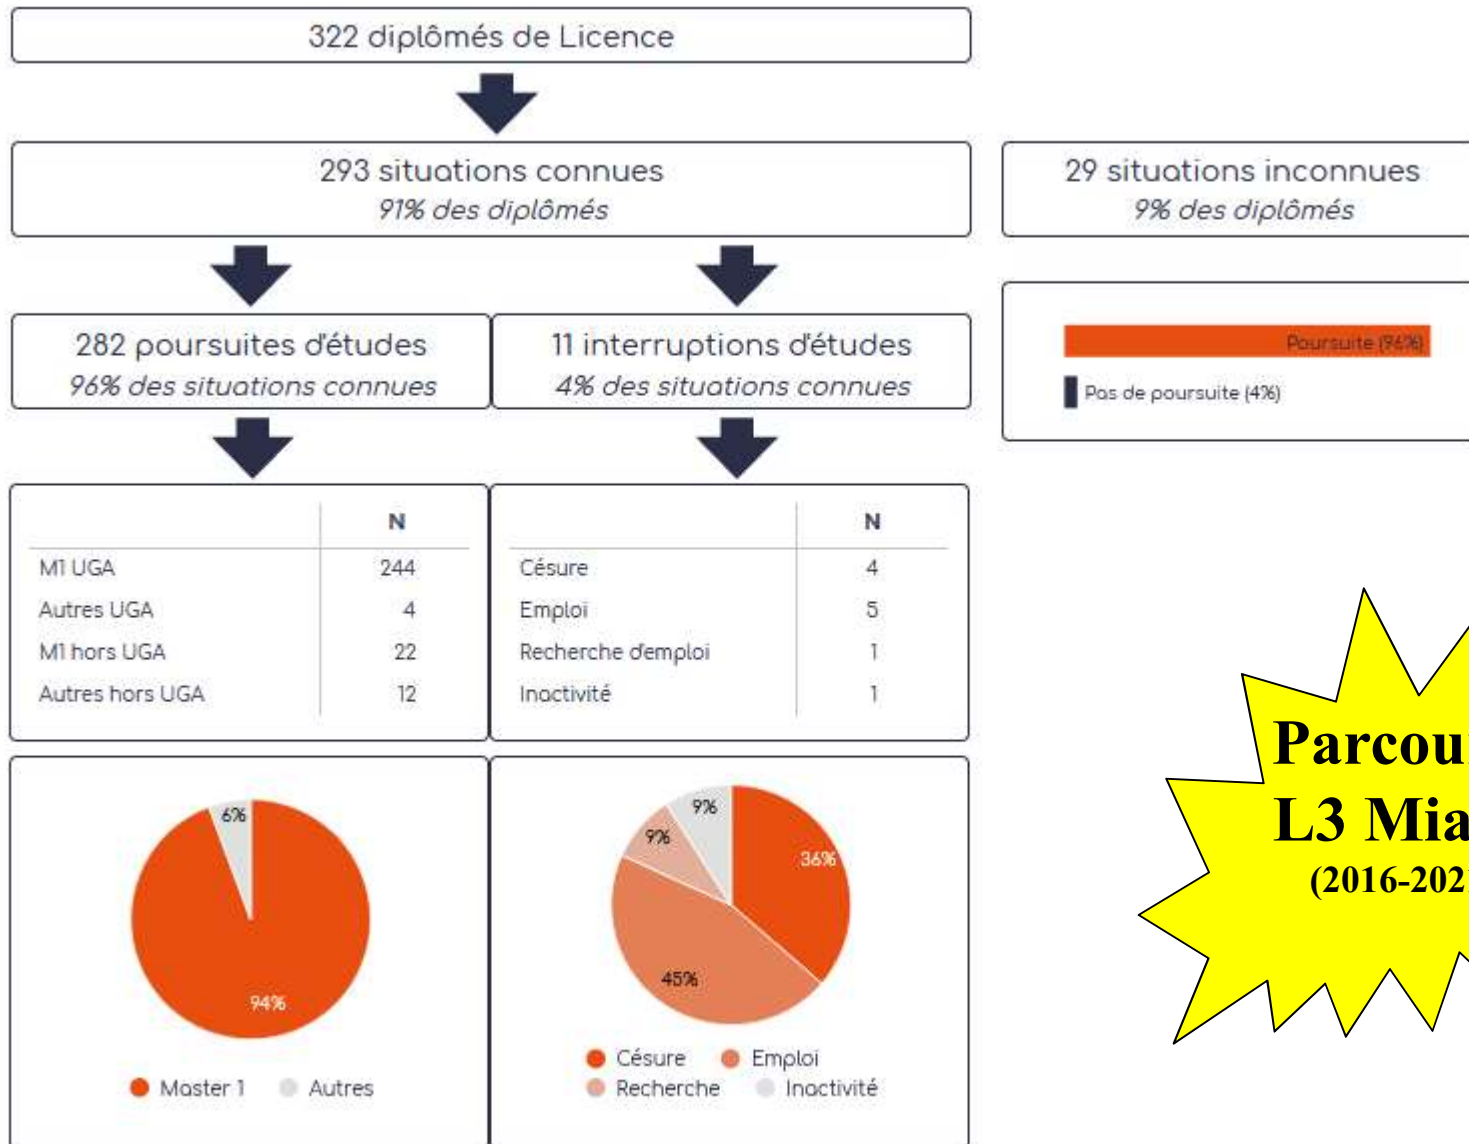 322 diplômés de Licence
293 situations connues
91% des diplômés
29 situations inconnues
9% des diplômés
282 poursuites d'études
96% des situations connues
11 interruptions d'études
4% des situations connues
Poursuite (96%)
Pas de poursuite (4%)
N
M1 UGA 244
Autres UGA 4
M1 hors UGA 22
Autres hors UGA 12
N
Césure 4
Emploi 5
Recherche d'emploi 1
Inactivité 1
6%
94%
Master 1 Autres
9%
9%
36%
45%
Césure Emploi
Recherche Inactivité
L3